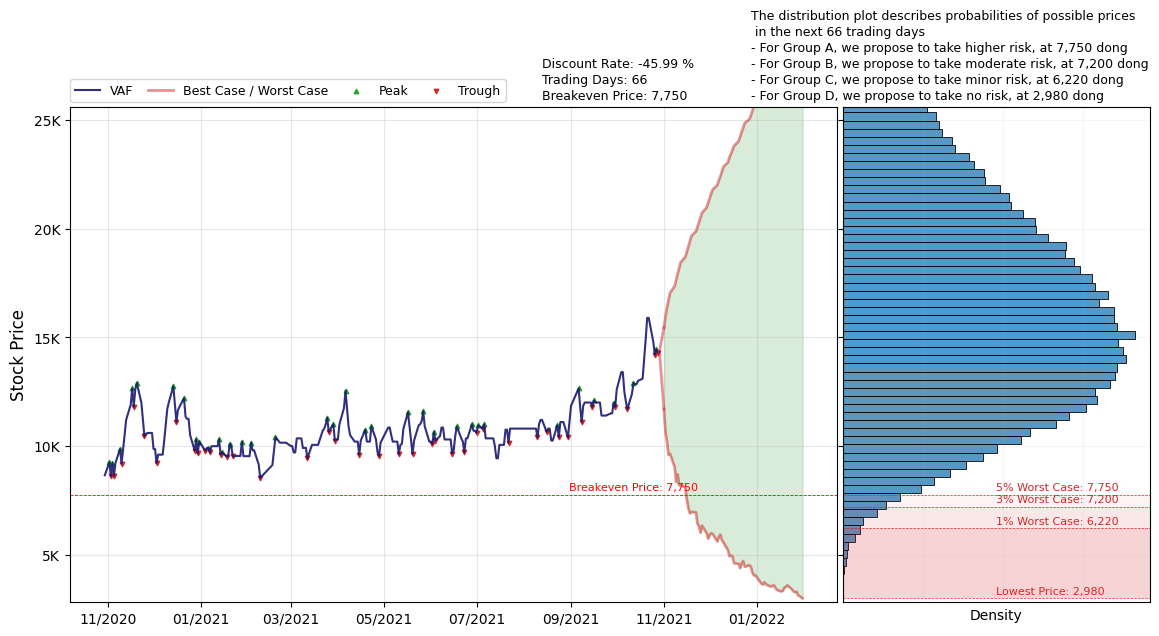 The distribution plot describes probabilities of possible prices
in the next 66 trading days
- For Group A, we propose to take higher risk, at 7,750 dong
- For Group B, we propose to take moderate risk, at 7,200 dong
- For Group C, we propose to take minor risk, at 6,220 dong
- For Group D, we propose to take no risk, at 2,980 dong
Discount Rate: -45.99 %
Trading Days: 66
Breakeven Price: 7,750
VAF
Best Case / Worst Case
Peak
Trough
Stock Price
25K
20K
15K
10K
5K
Breakeven Price: 7,750
11/2020
01/2021
03/2021
05/2021
07/2021
09/2021
11/2021
01/2022
5% Worst Case: 7,750
3% Worst Case: 7,200
1% Worst Case: 6,220
Lowest Price: 2,980
Density